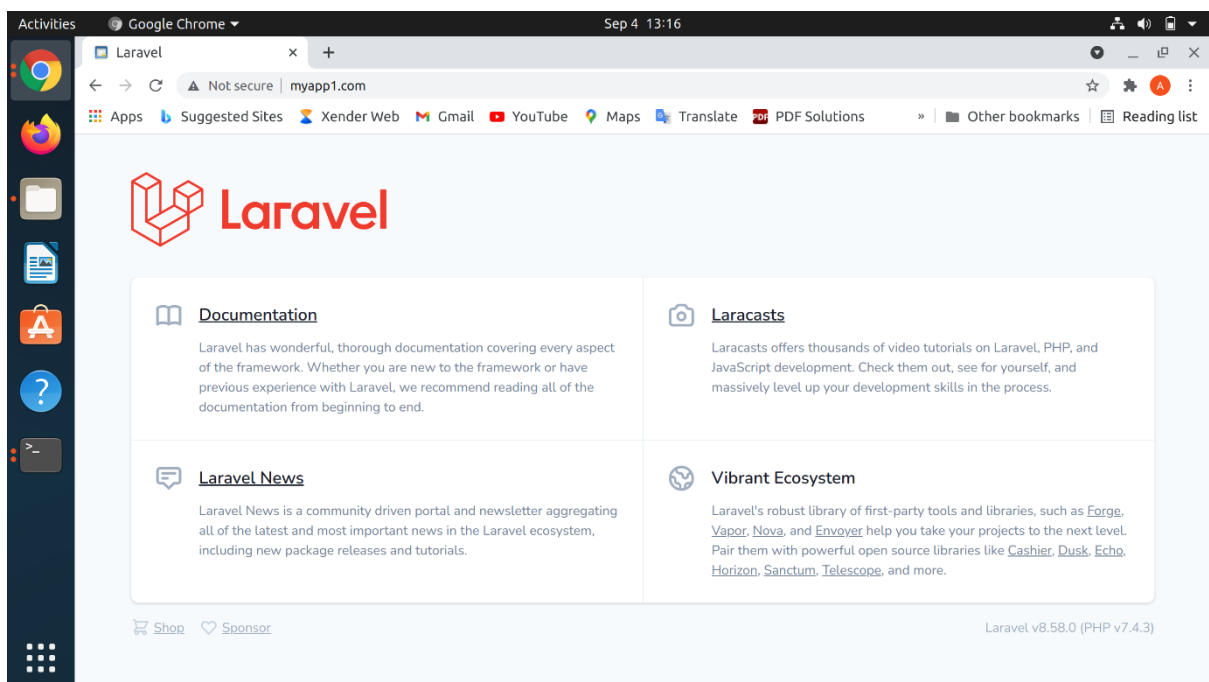 Activities Google Chrome Sep 4 13:16
Laravel
Not secure myapp1.com
A
Apps Suggested Sites Xender Web Gmail YouTube Maps Translate PDF PDF Solutions » Other bookmarks Reading list
Laravel
Documentation
Laravel has wonderful, thorough documentation covering every aspect
of the framework. Whether you are new to the framework or have
previous experience with Laravel, we recommend reading all of the
documentation from beginning to end.
Laracasts
Laracasts offers thousands of video tutorials on Laravel, PHP, and
JavaScript development. Check them out, see for yourself, and
massively level up your development skills in the process.
Laravel News
Laravel News is a community driven portal and newsletter aggregating
all of the latest and most important news in the Laravel ecosystem,
including new package releases and tutorials.
Vibrant Ecosystem
Laravel's robust library of first-party tools and libraries, such as Forge,
Vapor, Nova, and Envoyer help you take your projects to the next level.
Pair them with powerful open source libraries like Cashier, Dusk, Echo,
Horizon, Sanctum, Telescope, and more.
Shop Sponsor
Laravel v8.58.0 (PHP v7.4.3)